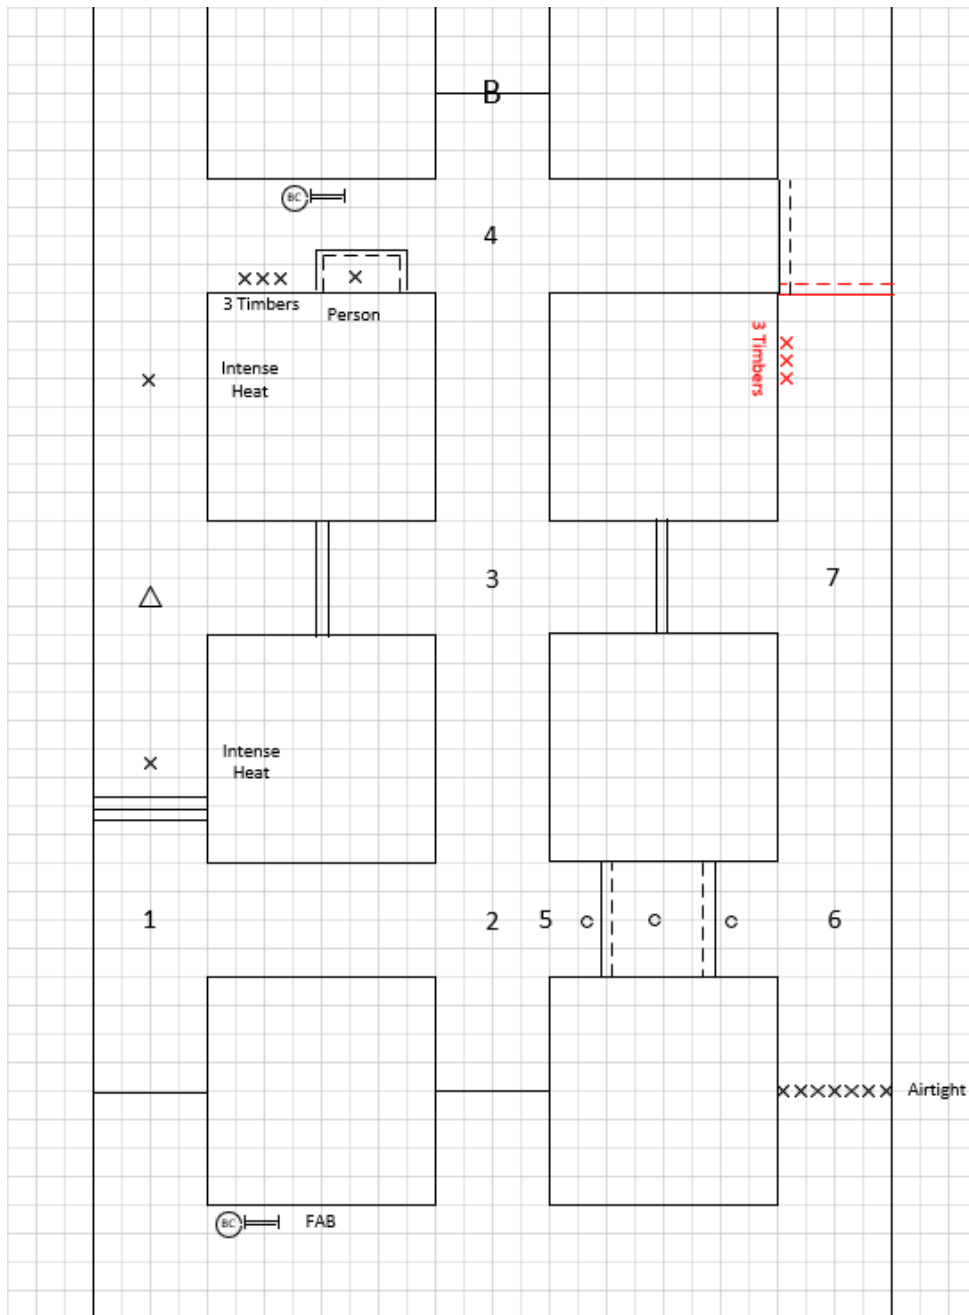 B
BC
4
3 Timbers
Person
3 Timbers
Intense
Heat
3
7
Intense
Heat
1
2
5
C
C
C
6
Airtight
BC
FAB